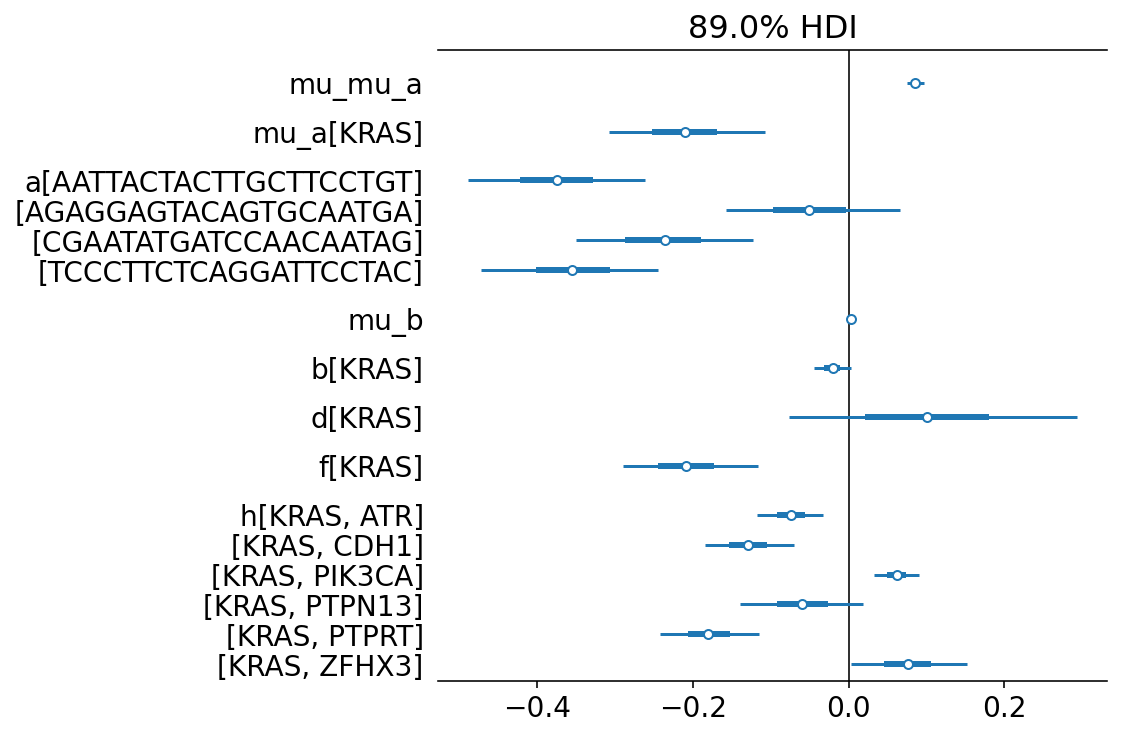 89.0% HDI
mu_mu_a
mu_a[KRAS]
a[AATTACTACTTGCTTCCTGT]
[AGAGGAGTACAGTGCAATGA]
[CGAATATGATCCAACAATAG]
[TCCCTTCTCAGGATTCCTAC]
mu_b
b[KRAS]
d[KRAS]
f[KRAS]
h[KRAS, ATR]
[KRAS, CDH1]
[KRAS, PIK3CA]
[KRAS, PTPN13]
[KRAS, PTPRT]
[KRAS, ZFHX3]
−0.4 −0.2 0.0 0.2